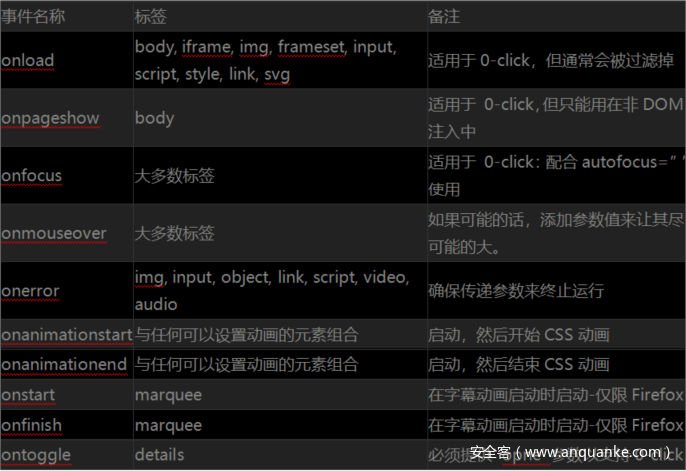 事件名称 标签 备注
onload body, iframe, img, frameset, input, 适用于 0-click，但通常会被过滤掉
script, style, link, svg
onpageshow body 适用于 0-click,但只能用在非 DOM
注入中
onfocus 大多数标签 适用于 0-click：配合 autofocus=” ”
使用
onmouseover 大多数标签 如果可能的话，添加参数值来让其尽
可能的大。
onerror img, input, object, link, script, video, 确保传递参数来终止运行
audio
onanimationstart 与任何可以设置动画的元素组合 启动，然后开始 CSS 动画
onanimationend 与任何可以设置动画的元素组合 启动，然后结束 CSS 动画
onstart marquee 在字幕动画启动时启动-仅限 Firefox
onfinish marquee 在字幕动画启动时启动-仅限 Firefox
ontoggle details 必须提
安全客（www.anquanke.com）